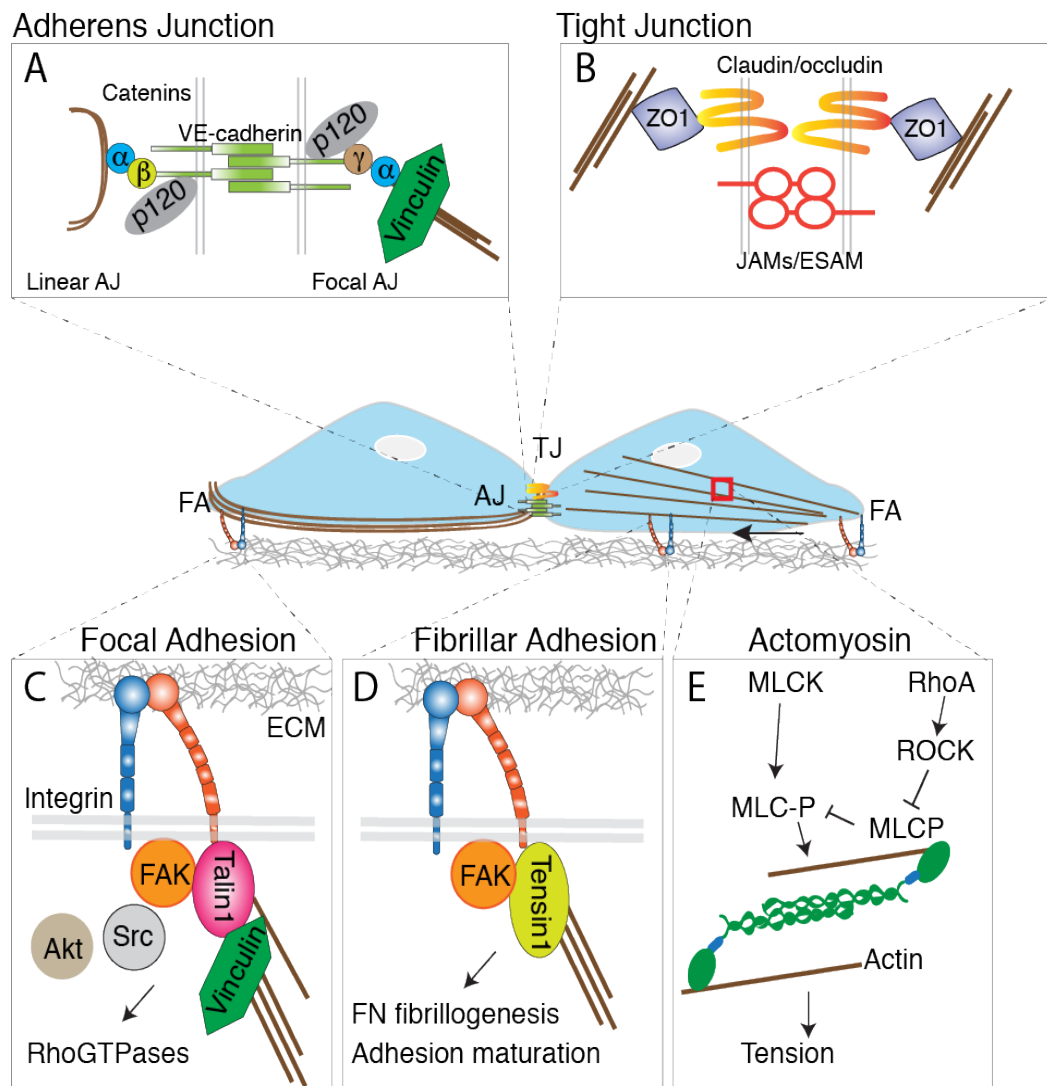 Adherens Junction
A
Catenins
VE-cadherin
p120
α
β
γ
α
p120
Vinculin
Linear AJ
Focal AJ
Tight Junction
B
Claudin/occludin
ZO1
ZO1
JAMs/ESAM
TJ
AJ
FA
FA
Focal Adhesion
C
ECM
Integrin
FAK
Talin1
Akt
Src
Vinculin
RhoGTPases
Fibrillar Adhesion
D
FAK
Tensin1
FN fibrillogenesis
Adhesion maturation
Actomyosin
E
MLCK
RhoA
ROCK
MLC-P
MLCP
Actin
Tension